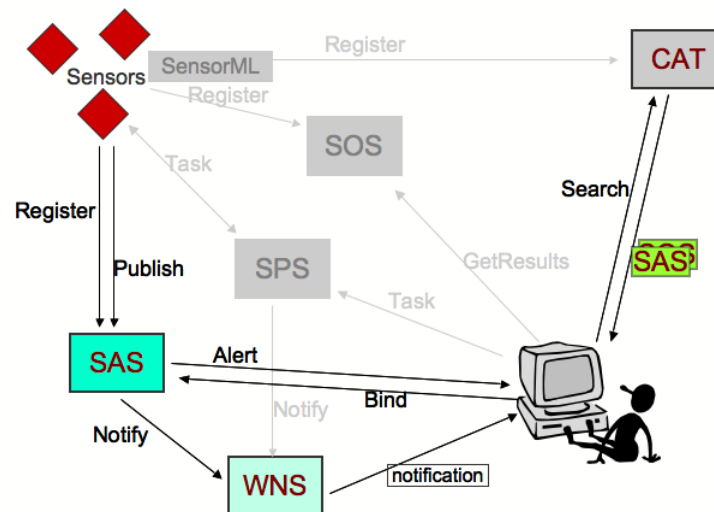 Register
CAT
Sensors
SensorML
Register
SOS
Task
Search
Register
SPS
GetResults
SOS
SAS
Publish
Task
SAS
Alert
Bind
Notify
Notify
WNS
notification